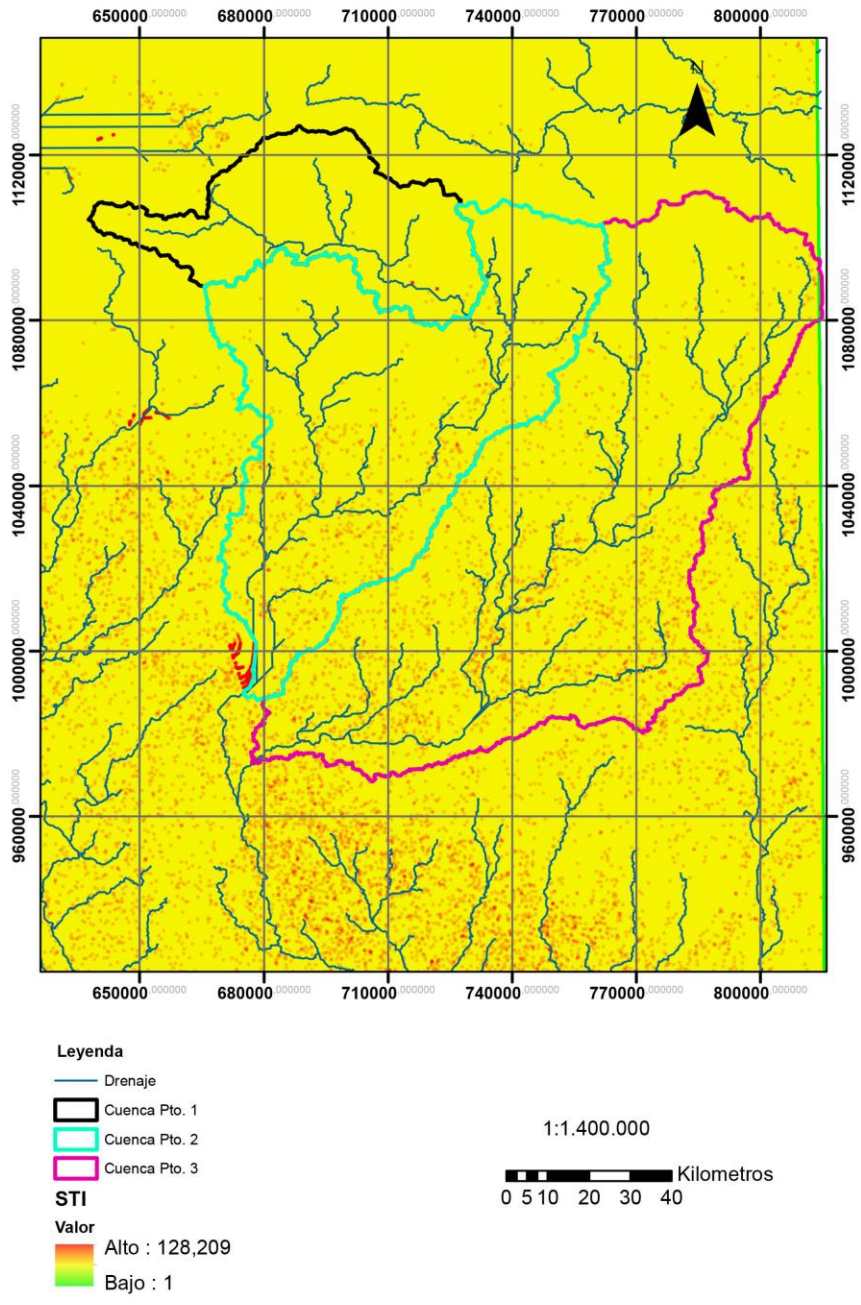 650000,000000 680000,000000 710000,000000 740000,000000 770000,000000 800000,000000
N
1120000,000000 1120000,000000
1080000,000000 1080000,000000
1040000,000000 1040000,000000
1000000,000000 1000000,000000
960000,000000 960000,000000
650000,000000 680000,000000 710000,000000 740000,000000 770000,000000 800000,000000
Leyenda
Drenaje
Cuenca Pto. 1
Cuenca Pto. 2
Cuenca Pto. 3
STI
Valor
Alto : 128,209
Bajo : 1
1:1.400.000
Kilometros
0 5 10 20 30 40